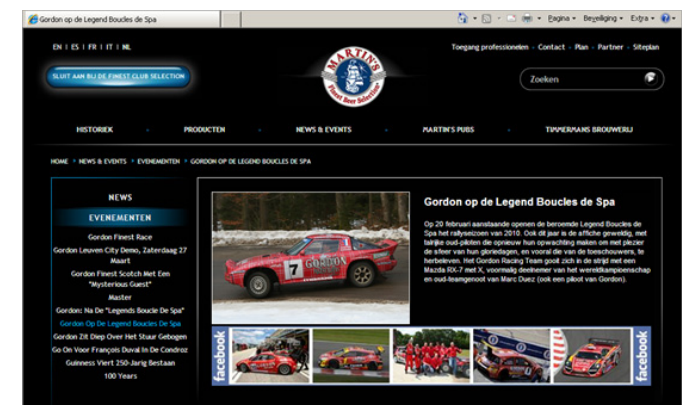 Gordon op de Legend Boucles de Spa
Pagina
Beveiliging
Extra
EN | ES | FR | IT | NL
Toegang professionelen - Contact - Plan - Partner - Siteplan
MARTIN'S
Finest Beer Selection
SLUIT AAN BIJ DE FINEST CLUB SELECTION
Zoeken
HISTORIEK
PRODUCTEN
NEWS & EVENTS
MARTIN'S PUBS
TIMMERMANS BROUWERIJ
HOME NEWS & EVENTS EVENEMENTEN GORDON OP DE LEGEND BOUCLES DE SPA
NEWS
EVENEMENTEN
Gordon Finest Race
Gordon Leuven City Demo, Zaterdaag 27
Maart
Gordon Finest Scotch Met Een
"Mysterious Guest"
Master
Gordon: Na De "Legends Boucle De Spa"
Gordon Op De Legend Boucles De Spa
Gordon Zit Diep Over Het Stuur Gebogen
Go On Voor François Duval In De Condroz
Guinness Viert 250-Jarig Bestaan
100 Years
7
GORDON
Gordon op de Legend Boucles de Spa
Op 20 februari aanstaande openen de beroemde Legend Boucles de
Spa het rallyseizoen van 2010. Ook dit jaar is de affiche geweldig, met
talrijke oud-piloten die opnieuw hun opwachting maken om met plezier
de sfeer van hun gloriedagen, en vooral die van de toeschouwers, te
herbeleven. Het Gordon Racing Team gooit zich in de strijd met een
Mazda RX-7 met X, voormalig deelnemer van het wereldkampioenschap
en oud-teamgenoot van Marc Duez (ook een piloot van Gordon).
facebook
facebook